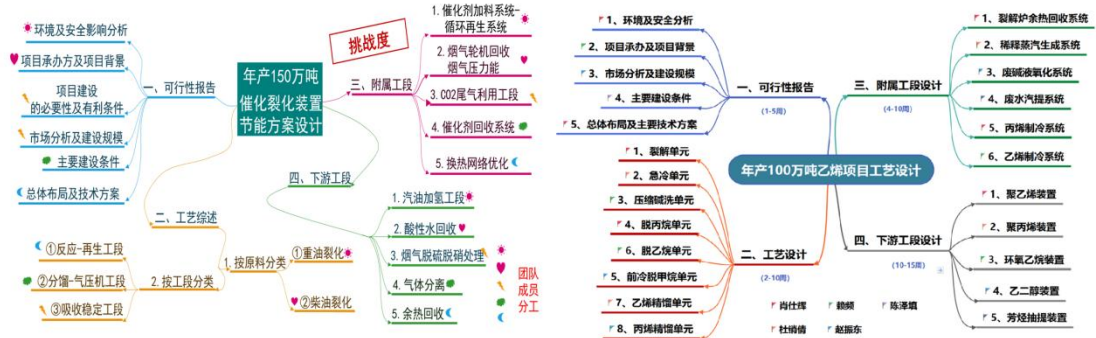 挑战度
年产150万吨
催化裂化装置
节能方案设计
一、可行性报告
环境及安全影响分析
项目承办方及项目背景
项目建设
的必要性及有利条件
市场分析及建设规模
主要建设条件
总体布局及技术方案
二、工艺综述
1.按原料分类
①重油裂化
②柴油裂化
2.按工段分类
①反应-再生工段
②分馏-气压机工段
③吸收稳定工段
三、附属工段
1.催化剂加料系统-
循环再生系统
2.烟气轮机回收
烟气压力能
3.CO2尾气利用工段
4.催化剂回收系统
5.换热网络优化
四、下游工段
1.汽油加氢工段
2.酸性水回收
3.烟气脱硫脱硝处理
4.气体分离
5.余热回收
团队
成员
分工
年产100万吨乙烯项目工艺设计
一、可行性报告
(1-5周)
1、环境及安全分析
2、项目承办及项目背景
3、市场分析及建设规模
4、主要建设条件
5、总体布局及主要技术方案
二、工艺设计
(2-10周)
1、裂解单元
2、急冷单元
3、压缩碱洗单元
4、脱丙烷单元
6、脱乙烷单元
5、前冷脱甲烷单元
7、乙烯精馏单元
8、丙烯精馏单元
三、附属工段设计
(4-10周)
1、裂解炉余热回收系统
2、稀释蒸汽生成系统
3、废碱液氧化系统
4、废水汽提系统
5、丙烯制冷系统
6、乙烯制冷系统
四、下游工段设计
(10-15周)
1、聚乙烯装置
2、聚丙烯装置
3、环氧乙烷装置
4、乙二醇装置
5、芳烃抽提装置
肖仕辉
赖频
陈泽填
杜销倩
赵振东